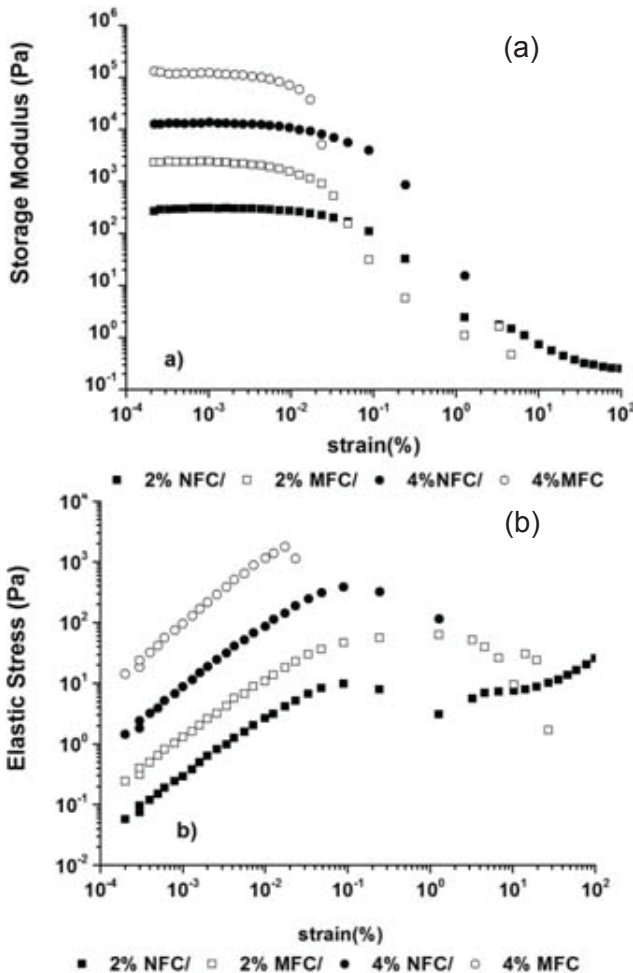 (a)
Storage Modulus (Pa)
10^6
10^5
10^4
10^3
10^2
10^1
10^0
10^-1
a)
10^-4 10^-3 10^-2 10^-1 10^0 10^1 10^2
strain(%)
■ 2% NFC/ □ 2% MFC/ ● 4%NFC/ ○ 4%MFC
(b)
Elastic Stress (Pa)
10^4
10^3
10^2
10^1
10^0
10^-1
10^-2
b)
10^-4 10^-3 10^-2 10^-1 10^0 10^1 10^2
strain(%)
■ 2% NFC/ □ 2% MFC/ ● 4% NFC/ ○ 4% MFC